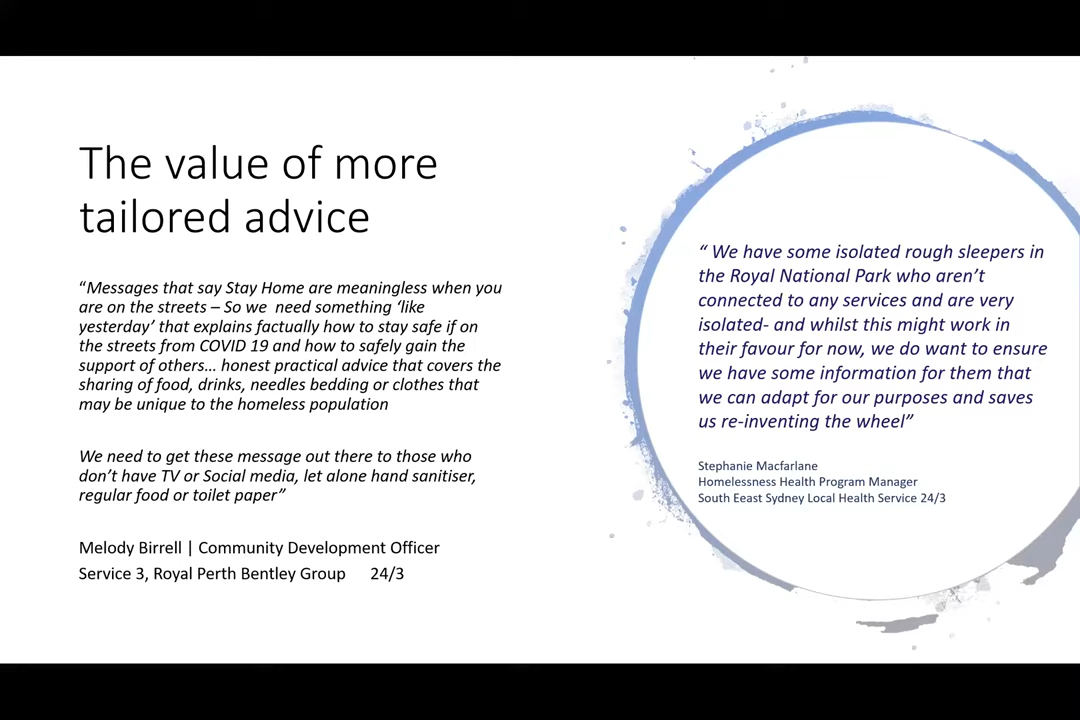 The value of more
tailored advice
“Messages that say Stay Home are meaningless when you
are on the streets – So we  need something ‘like
yesterday’ that explains factually how to stay safe if on
the streets from COVID 19 and how to safely gain the
support of others... honest practical advice that covers the
sharing of food, drinks, needles bedding or clothes that
may be unique to the homeless population
We need to get these message out there to those who
don’t have TV or Social media, let alone hand sanitiser,
regular food or toilet paper”
Melody Birrell | Community Development Officer
Service 3, Royal Perth Bentley Group     24/3
“ We have some isolated rough sleepers in
the Royal National Park who aren’t
connected to any services and are very
isolated- and whilst this might work in
their favour for now, we do want to ensure
we have some information for them that
we can adapt for our purposes and saves
us re-inventing the wheel”
Stephanie Macfarlane
Homelessness Health Program Manager
South Eeast Sydney Local Health Service 24/3